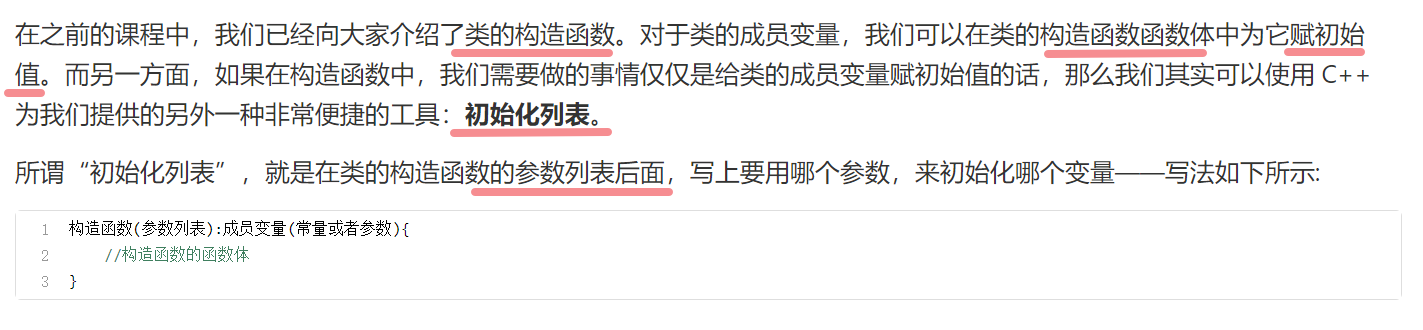 在之前的课程中，我们已经向大家介绍了类的构造函数。对于类的成员变量，我们可以在类的构造函数函数体中为它赋初始
值。而另一方面，如果在构造函数中，我们需要做的事情仅仅是给类的成员变量赋初始值的话，那么我们其实可以使用 C++
为我们提供的另外一种非常便捷的工具：初始化列表。
所谓“初始化列表”，就是在类的构造函数的参数列表后面，写上要用哪个参数，来初始化哪个变量——写法如下所示:
1 构造函数(参数列表):成员变量(常量或者参数){
2 //构造函数的函数体
3 }